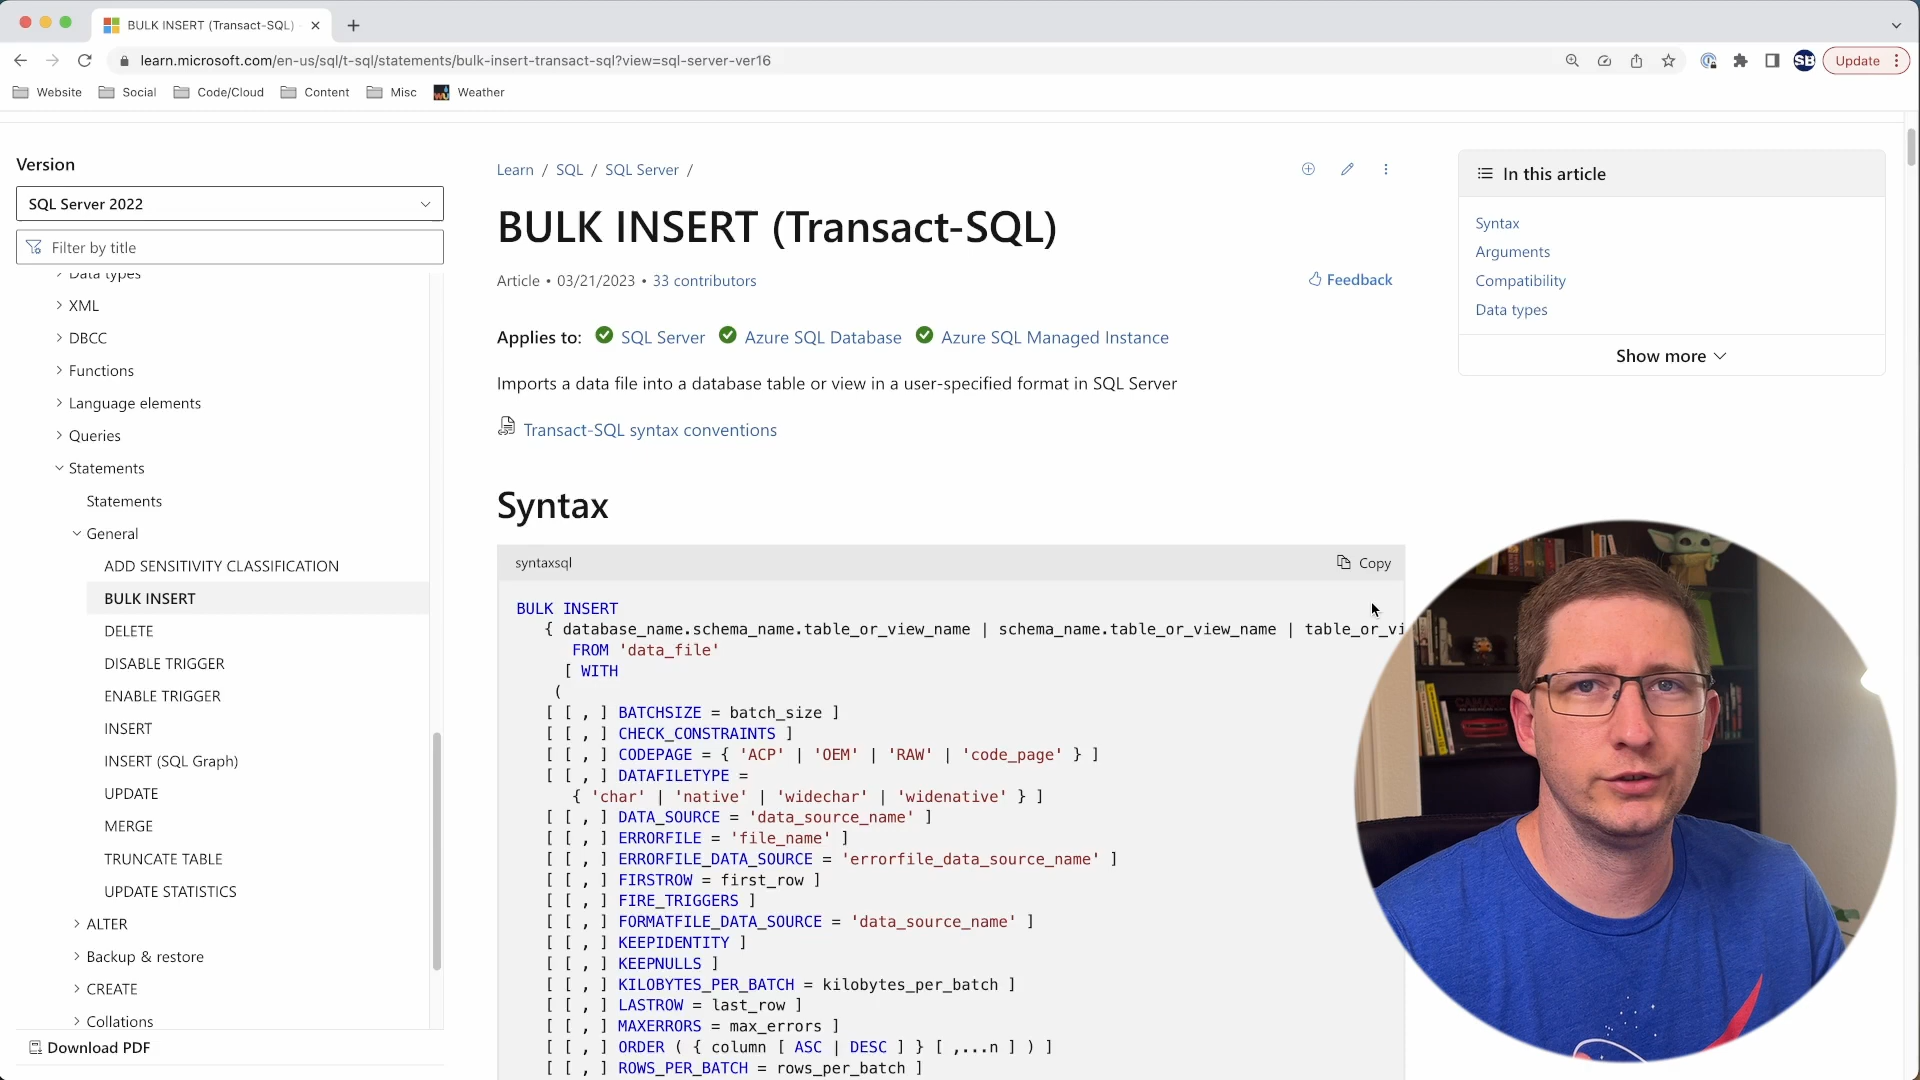 BULK INSERT (Transact-SQL)
learn.microsoft.com/en-us/sql/t-sql/statements/bulk-insert-transact-sql?view=sql-server-ver16
SB
Update
Website
Social
Code/Cloud
Content
Misc
Weather
Version
SQL Server 2022
Filter by title
Data types
XML
DBCC
Functions
Language elements
Queries
Statements
Statements
General
ADD SENSITIVITY CLASSIFICATION
BULK INSERT
DELETE
DISABLE TRIGGER
ENABLE TRIGGER
INSERT
INSERT (SQL Graph)
UPDATE
MERGE
TRUNCATE TABLE
UPDATE STATISTICS
ALTER
Backup & restore
CREATE
Collations
Download PDF
Learn / SQL / SQL Server /
BULK INSERT (Transact-SQL)
Article • 03/21/2023 • 33 contributors
Feedback
Applies to: SQL Server Azure SQL Database Azure SQL Managed Instance
Imports a data file into a database table or view in a user-specified format in SQL Server
Transact-SQL syntax conventions
Syntax
syntaxsql
Copy
BULK INSERT
{ database_name.schema_name.table_or_view_name | schema_name.table_or_view_name | table_or_vi
FROM 'data_file'
[ WITH
(
[ [ , ] BATCHSIZE = batch_size ]
[ [ , ] CHECK_CONSTRAINTS ]
[ [ , ] CODEPAGE = { 'ACP' | 'OEM' | 'RAW' | 'code_page' } ]
[ [ , ] DATAFILETYPE =
{ 'char' | 'native' | 'widechar' | 'widenative' } ]
[ [ , ] DATA_SOURCE = 'data_source_name' ]
[ [ , ] ERRORFILE = 'file_name' ]
[ [ , ] ERRORFILE_DATA_SOURCE = 'errorfile_data_source_name' ]
[ [ , ] FIRSTROW = first_row ]
[ [ , ] FIRE_TRIGGERS ]
[ [ , ] FORMATFILE_DATA_SOURCE = 'data_source_name' ]
[ [ , ] KEEPIDENTITY ]
[ [ , ] KEEPNULLS ]
[ [ , ] KILOBYTES_PER_BATCH = kilobytes_per_batch ]
[ [ , ] LASTROW = last_row ]
[ [ , ] MAXERRORS = max_errors ]
[ [ , ] ORDER ( { column [ ASC | DESC ] } [ ,...n ] ) ]
[ [ , ] ROWS_PER_BATCH = rows_per_batch ]
In this article
Syntax
Arguments
Compatibility
Data types
Show more
CAMARO